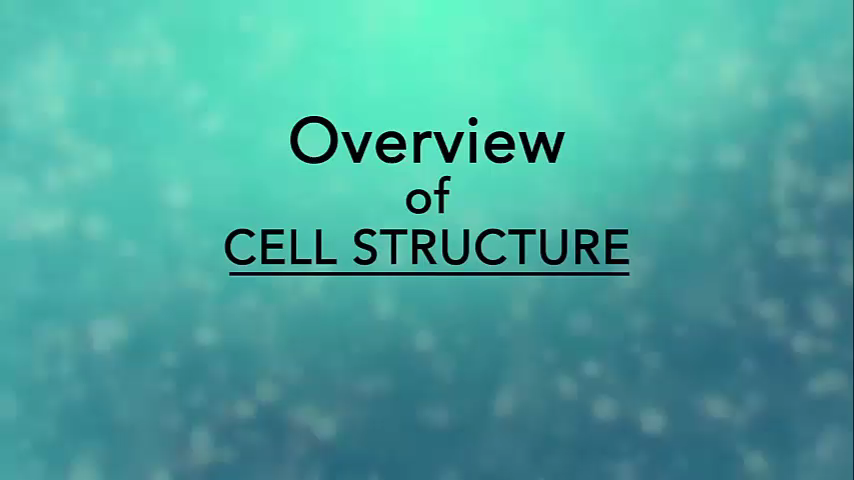 Overview
of
CELL STRUCTURE